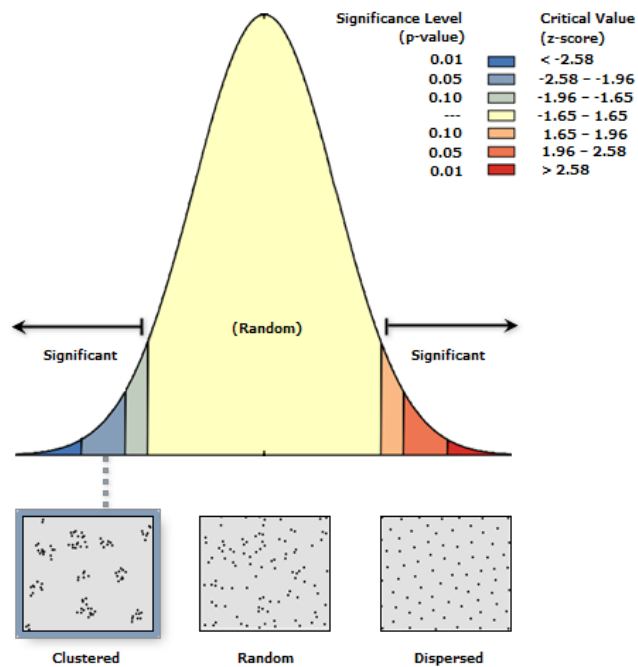 Significance Level
(p-value)
Critical Value
(z-score)
0.01 < -2.58
0.05 -2.58 – -1.96
0.10 -1.96 – -1.65
--- -1.65 – 1.65
0.10 1.65 – 1.96
0.05 1.96 – 2.58
0.01 > 2.58
Significant
(Random)
Significant
Clustered
Random
Dispersed